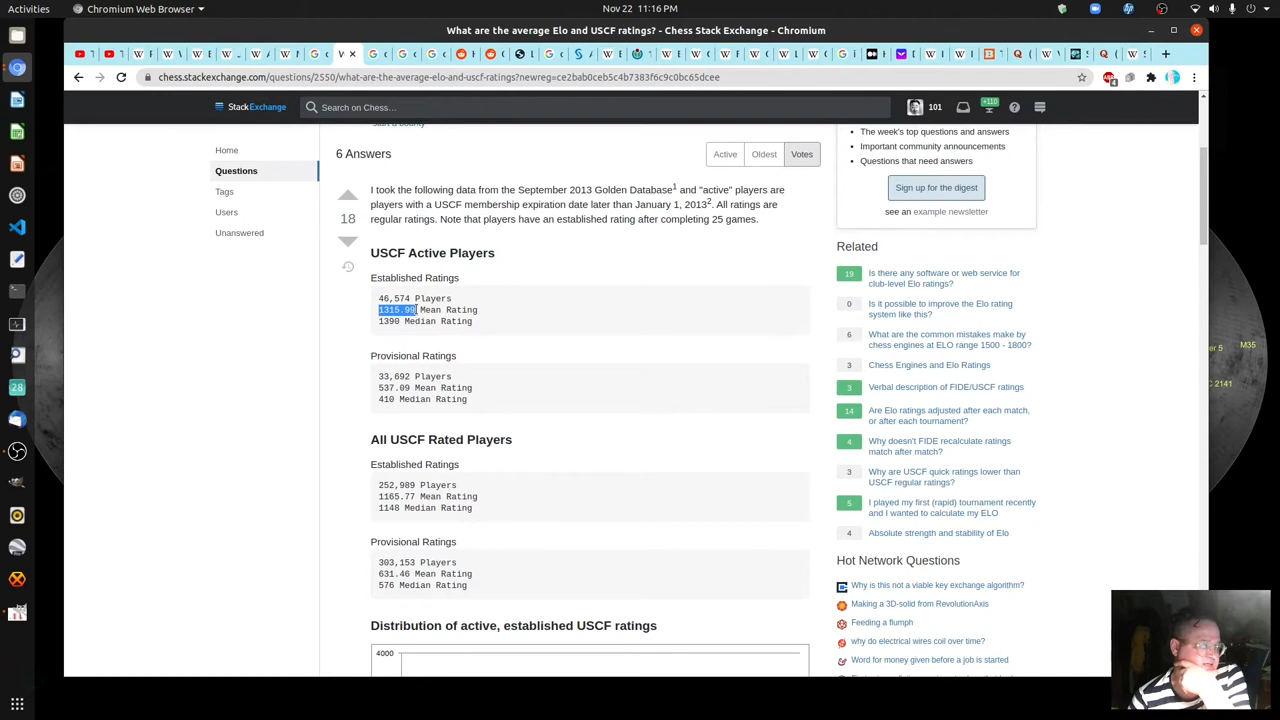 Activities
Chromium Web Browser
Nov 22 11:16 PM
What are the average Elo and USCF ratings? - Chess Stack Exchange - Chromium
chess.stackexchange.com/questions/2550/what-are-the-average-elo-and-uscf-ratings?newreg=ce2bab0ceb5c4b7383f6c9c0bc65dcee
StackExchange
Search on Chess…
101
+110
Home
Questions
Tags
Users
Unanswered
start a bounty
6 Answers
Active Oldest Votes
18
I took the following data from the September 2013 Golden Database1 and "active" players are
players with a USCF membership expiration date later than January 1, 20132. All ratings are
regular ratings. Note that players have an established rating after completing 25 games.
USCF Active Players
Established Ratings
46,574 Players
1315.99 Mean Rating
1390 Median Rating
Provisional Ratings
33,692 Players
537.09 Mean Rating
410 Median Rating
All USCF Rated Players
Established Ratings
252,989 Players
1165.77 Mean Rating
1148 Median Rating
Provisional Ratings
303,153 Players
631.46 Mean Rating
576 Median Rating
Distribution of active, established USCF ratings
4000
The week's top questions and answers
Important community announcements
Questions that need answers
Sign up for the digest
see an example newsletter
Related
19 Is there any software or web service for
club-level Elo ratings?
0 Is it possible to improve the Elo rating
system like this?
6 What are the common mistakes make by
chess engines at ELO range 1500 - 1800?
3 Chess Engines and Elo Ratings
3 Verbal description of FIDE/USCF ratings
14 Are Elo ratings adjusted after each match,
or after each tournament?
4 Why doesn't FIDE recalculate ratings
match after match?
3 Why are USCF quick ratings lower than
USCF regular ratings?
5 I played my first (rapid) tournament recently
and I wanted to calculate my ELO
4 Absolute strength and stability of Elo
Hot Network Questions
Why is this not a viable key exchange algorithm?
Making a 3D-solid from RevolutionAxis
Feeding a flumph
why do electrical wires coil over time?
Word for money given before a job is started
M35
28